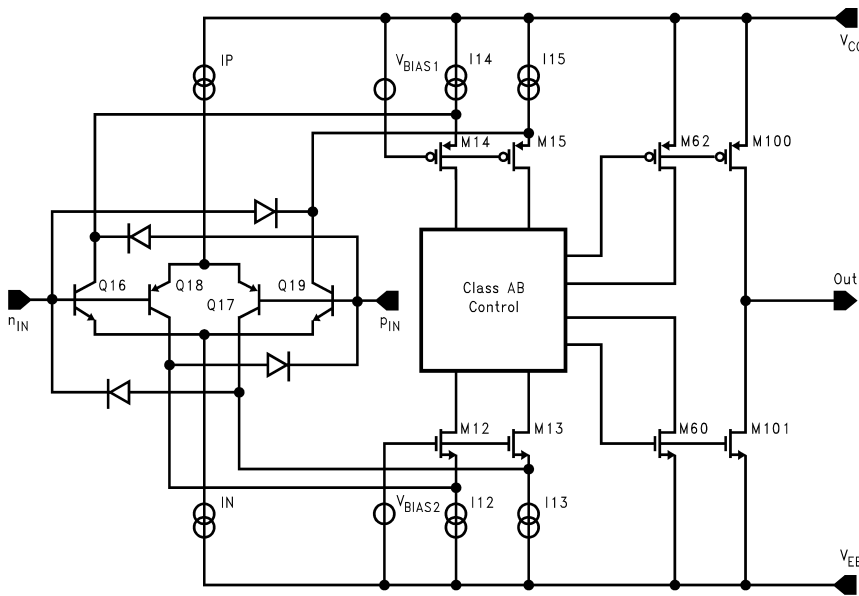 IP
VBIAS1
I14
I15
VCC
M14
M15
M62
M100
Q16
Q18
Q17
Q19
nIN
pIN
Class AB
Control
Out
M12
M13
M60
M101
IN
VBIAS2
I12
I13
VEE